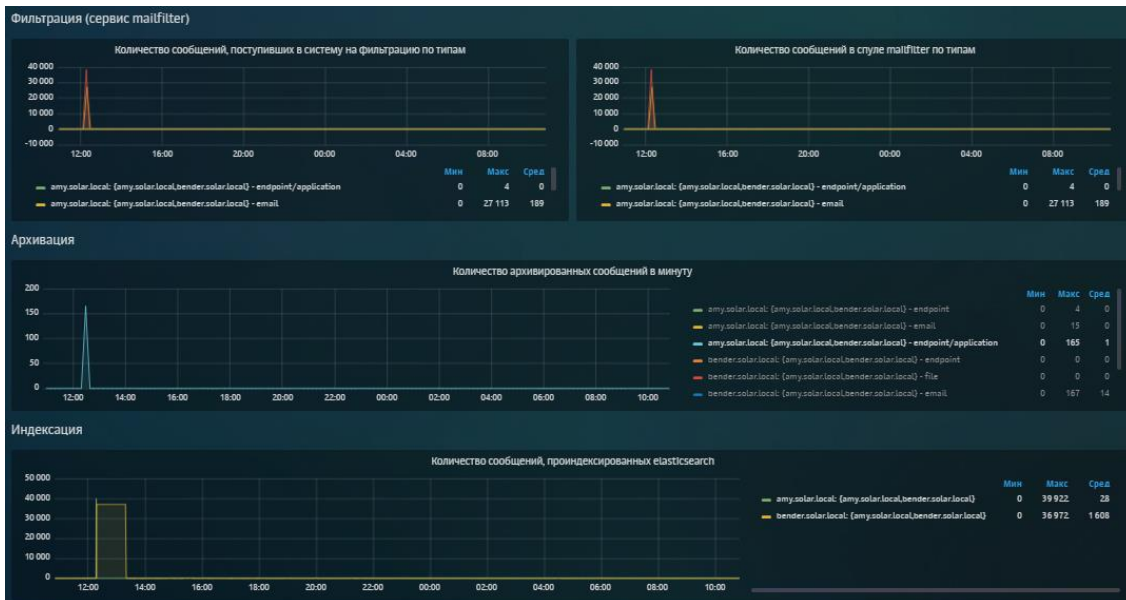 Фильтрация (сервис mailfilter)
Количество сообщений, поступивших в систему на фильтрацию по типам
40 000
30 000
20 000
10 000
0
-10 000
12:00 16:00 20:00 00:00 04:00 08:00
Мин Макс Сред
amy.solar.local: {amy.solar.local,bender.solar.local} - endpoint/application 0 4 0
amy.solar.local: {amy.solar.local,bender.solar.local} - email 0 27 113 189
Количество сообщений в спуле mailfilter по типам
40 000
30 000
20 000
10 000
0
-10 000
12:00 16:00 20:00 00:00 04:00 08:00
Мин Макс Сред
amy.solar.local: {amy.solar.local,bender.solar.local} - endpoint/application 0 4 0
amy.solar.local: {amy.solar.local,bender.solar.local} - email 0 27 113 189
Архивация
Количество архивированных сообщений в минуту
200
150
100
50
0
12:00 14:00 16:00 18:00 20:00 22:00 00:00 02:00 04:00 06:00 08:00 10:00
Мин Макс Сред
amy.solar.local: {amy.solar.local,bender.solar.local} - endpoint 0 4 0
amy.solar.local: {amy.solar.local,bender.solar.local} - email 0 15 0
amy.solar.local: {amy.solar.local,bender.solar.local} - endpoint/application 0 165 1
bender.solar.local: {amy.solar.local,bender.solar.local} - endpoint 0 0 0
bender.solar.local: {amy.solar.local,bender.solar.local} - file 0 0 0
bender.solar.local: {amy.solar.local,bender.solar.local} - email 0 167 14
Индексация
Количество сообщений, проиндексированных elasticsearch
50 000
40 000
30 000
20 000
10 000
0
12:00 14:00 16:00 18:00 20:00 22:00 00:00 02:00 04:00 06:00 08:00 10:00
Мин Макс Сред
amy.solar.local: {amy.solar.local,bender.solar.local} 0 39 922 28
bender.solar.local: {amy.solar.local,bender.solar.local} 0 36 972 1 608